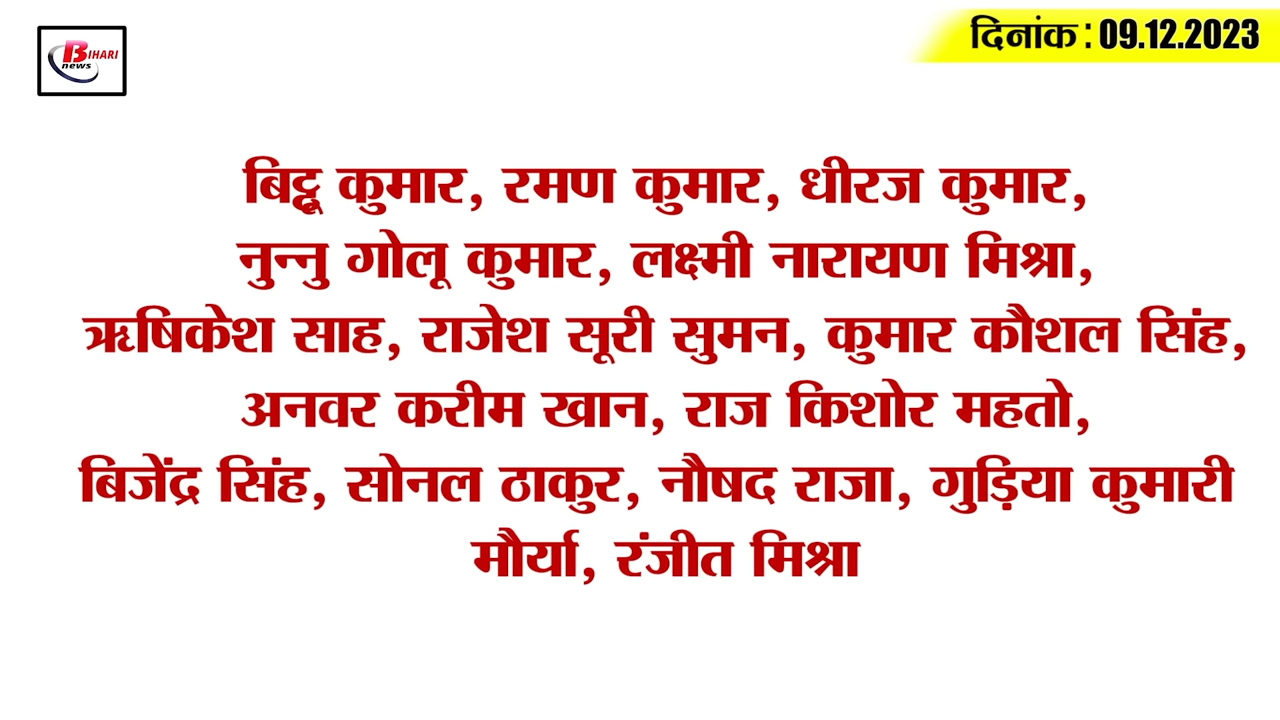 BIHARI
news
दिनांक : 09.12.2023
बिट्टू कुमार, रमण कुमार, धीरज कुमार,
नुन्नु गोलू कुमार, लक्ष्मी नारायण मिश्रा,
ऋषिकेश साह, राजेश सूरी सुमन, कुमार कौशल सिंह,
अनवर करीम खान, राज किशोर महतो,
बिजेंद्र सिंह, सोनल ठाकुर, नौषद राजा, गुड़िया कुमारी
मौर्या, रंजीत मिश्रा